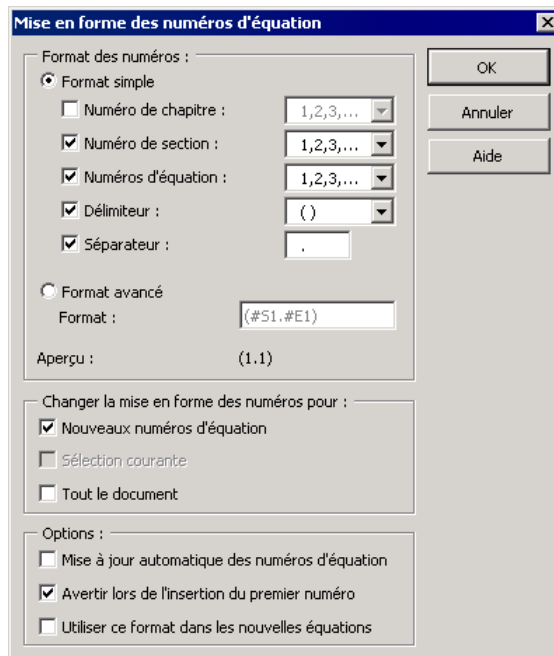 Mise en forme des numéros d'équation
Format des numéros :
Format simple
Numéro de chapitre : 1,2,3,...
Numéro de section : 1,2,3,...
Numéros d'équation : 1,2,3,...
Délimiteur : ()
Séparateur : .
Format avancé
Format : (#S1.#E1)
Aperçu : (1.1)
OK
Annuler
Aide
Changer la mise en forme des numéros pour :
Nouveaux numéros d'équation
Sélection courante
Tout le document
Options :
Mise à jour automatique des numéros d'équation
Avertir lors de l'insertion du premier numéro
Utiliser ce format dans les nouvelles équations